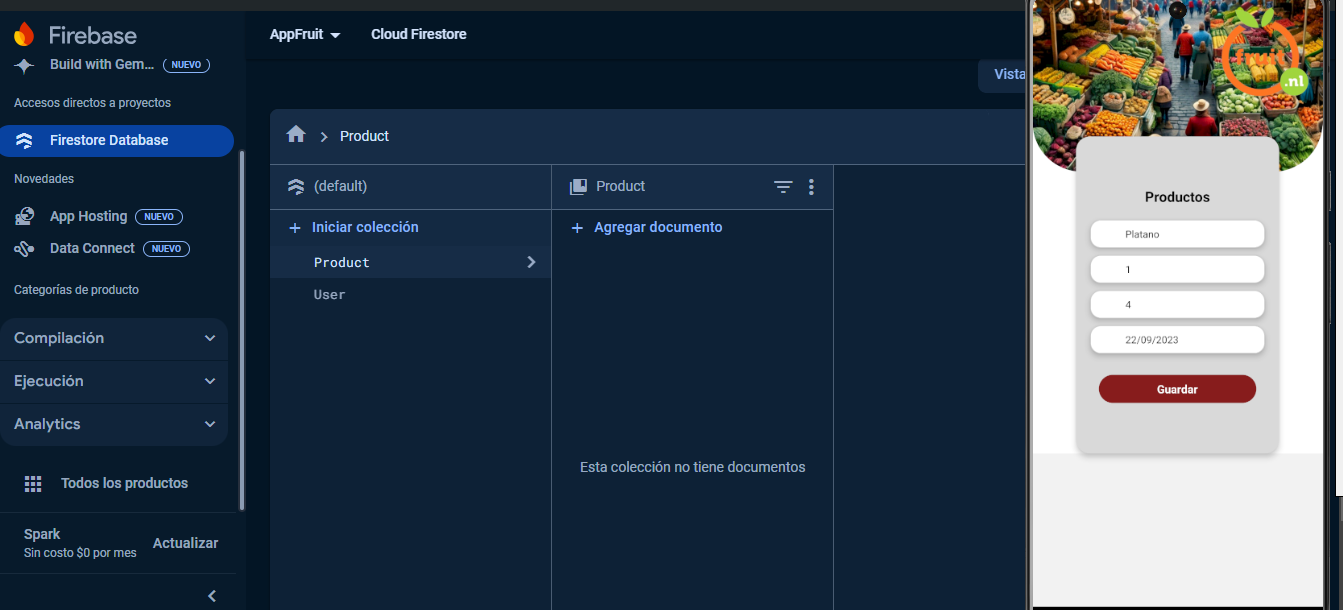 Firebase
Build with Gem... NUEVO
Accesos directos a proyectos
Firestore Database
Novedades
App Hosting NUEVO
Data Connect NUEVO
Categorías de producto
Compilación
Ejecución
Analytics
Todos los productos
Spark
Sin costo $0 por mes
Actualizar
AppFruit
Cloud Firestore
Vista
Product
(default)
Iniciar colección
Product
User
Product
Agregar documento
Esta colección no tiene documentos
fruit
.nl
Productos
Platano
1
4
22/09/2023
Guardar